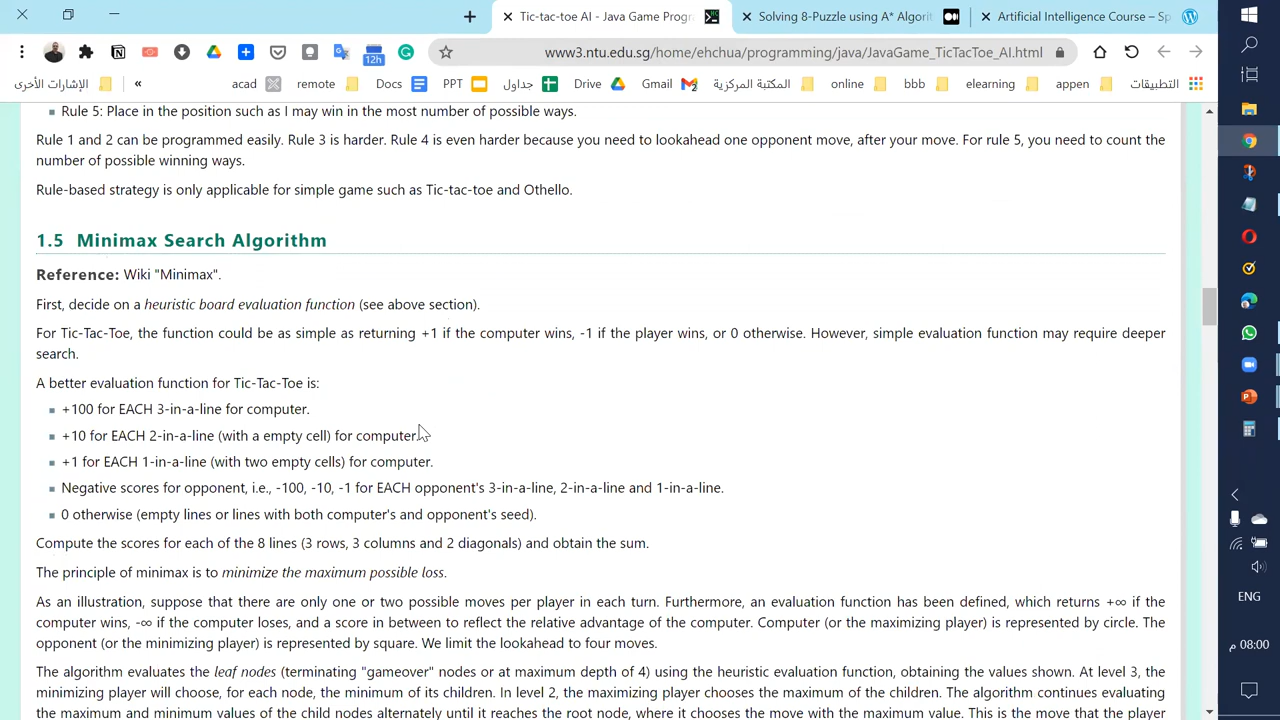 Tic-tac-toe AI - Java Game Progr
Solving 8-Puzzle using A* Algorit
Artificial Intelligence Course – Sp
www3.ntu.edu.sg/home/ehchua/programming/java/JavaGame_TicTacToe_AI.html
12h
الإشارات الأخرى
»
acad
remote
Docs
PPT
جداول
Drive
Gmail
المكتبة المركزية
online
bbb
elearning
appen
التطبيقات
Rule 5: Place in the position such as I may win in the most number of possible ways.
Rule 1 and 2 can be programmed easily. Rule 3 is harder. Rule 4 is even harder because you need to lookahead one opponent move, after your move. For rule 5, you need to count the
number of possible winning ways.
Rule-based strategy is only applicable for simple game such as Tic-tac-toe and Othello.
1.5 Minimax Search Algorithm
Reference: Wiki "Minimax".
First, decide on a heuristic board evaluation function (see above section).
For Tic-Tac-Toe, the function could be as simple as returning +1 if the computer wins, -1 if the player wins, or 0 otherwise. However, simple evaluation function may require deeper
search.
A better evaluation function for Tic-Tac-Toe is:
+100 for EACH 3-in-a-line for computer.
+10 for EACH 2-in-a-line (with a empty cell) for computer.
+1 for EACH 1-in-a-line (with two empty cells) for computer.
Negative scores for opponent, i.e., -100, -10, -1 for EACH opponent's 3-in-a-line, 2-in-a-line and 1-in-a-line.
0 otherwise (empty lines or lines with both computer's and opponent's seed).
Compute the scores for each of the 8 lines (3 rows, 3 columns and 2 diagonals) and obtain the sum.
The principle of minimax is to minimize the maximum possible loss.
As an illustration, suppose that there are only one or two possible moves per player in each turn. Furthermore, an evaluation function has been defined, which returns +∞ if the
computer wins, -∞ if the computer loses, and a score in between to reflect the relative advantage of the computer. Computer (or the maximizing player) is represented by circle. The
opponent (or the minimizing player) is represented by square. We limit the lookahead to four moves.
The algorithm evaluates the leaf nodes (terminating "gameover" nodes or at maximum depth of 4) using the heuristic evaluation function, obtaining the values shown. At level 3, the
minimizing player will choose, for each node, the minimum of its children. In level 2, the maximizing player chooses the maximum of the children. The algorithm continues evaluating
the maximum and minimum values of the child nodes alternately until it reaches the root node, where it chooses the move with the maximum value. This is the move that the player
ENG
08:00 م